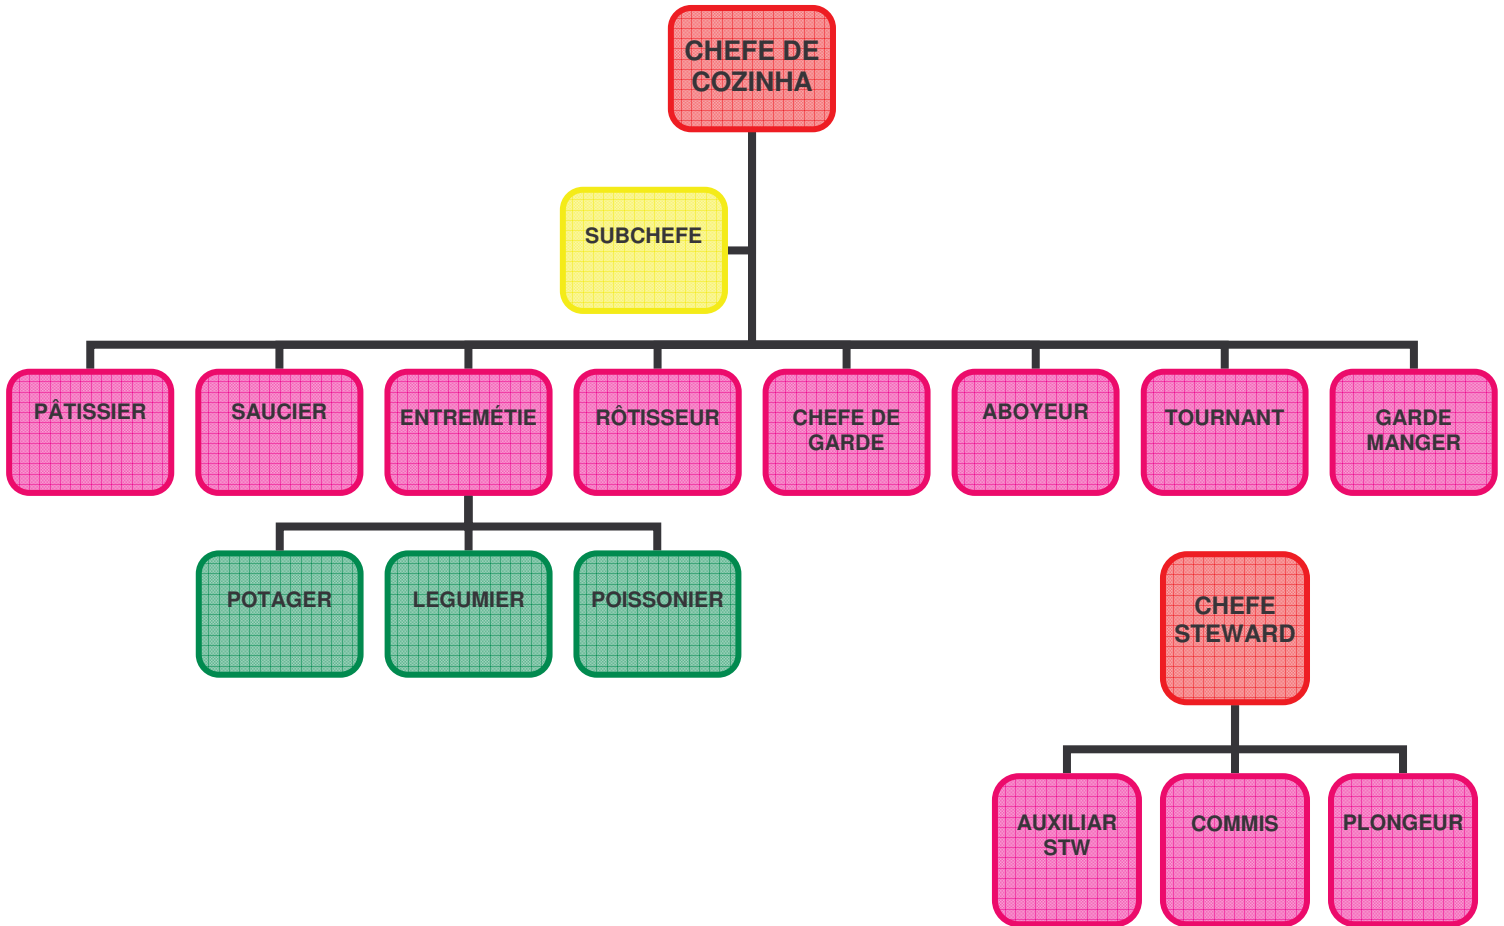 CHEFE DE
COZINHA
SUBCHEFE
PÂTISSIER
SAUCIER
ENTREMÉTIE
RÔTISSEUR
CHEFE DE
GARDE
ABOYEUR
TOURNANT
GARDE
MANGER
POTAGER
LEGUMIER
POISSONIER
CHEFE
STEWARD
AUXILIAR
STW
COMMIS
PLONGEUR